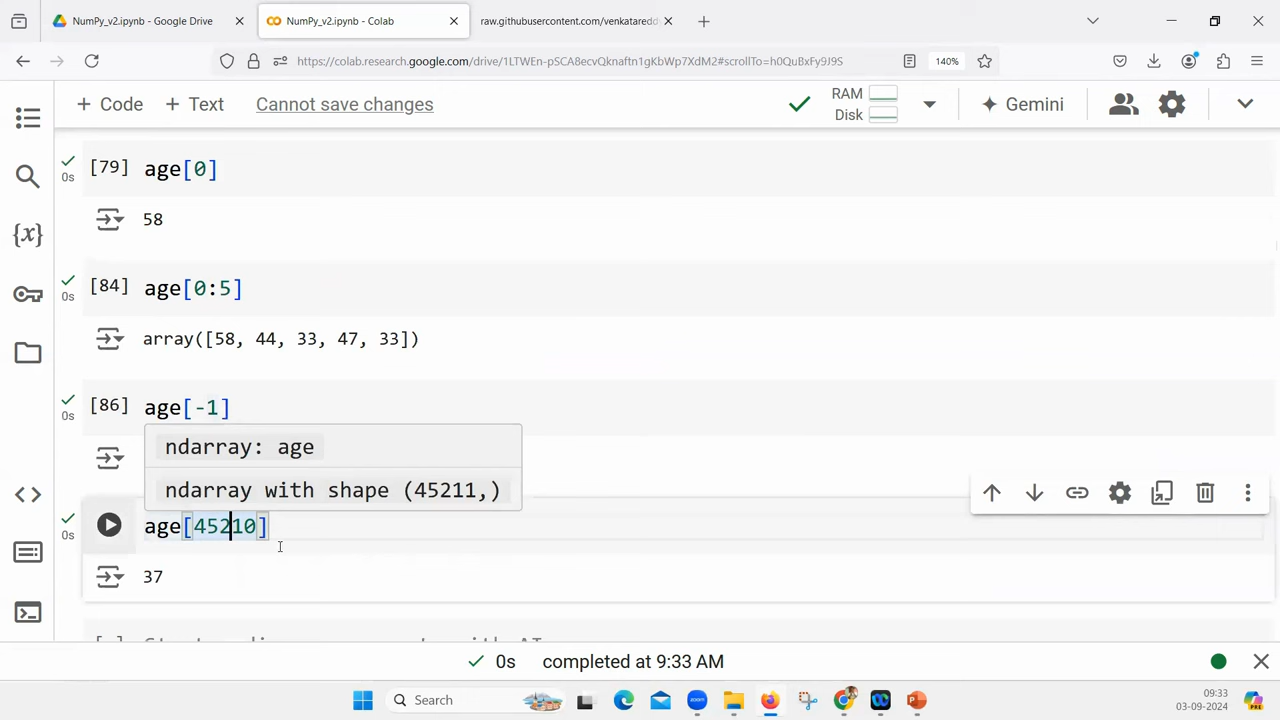 NumPy_v2.ipynb - Google Drive
NumPy_v2.ipynb - Colab
raw.githubusercontent.com/venkatareddy
https://colab.research.google.com/drive/1LTWEn-pSCA8ecvQknaftn1gKbWp7XdM2#scrollTo=h0QuBxFy9J9S
140%
+ Code + Text Cannot save changes
RAM
Disk
Gemini
[79] age[0]
0s
58
[84] age[0:5]
0s
array([58, 44, 33, 47, 33])
[86] age[-1]
0s
ndarray: age
ndarray with shape (45211,)
age[45210]
0s
37
0s completed at 9:33 AM
Search
09:33
03-09-2024